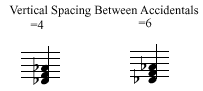 Vertical Spacing Between Accidentals
=4 =6